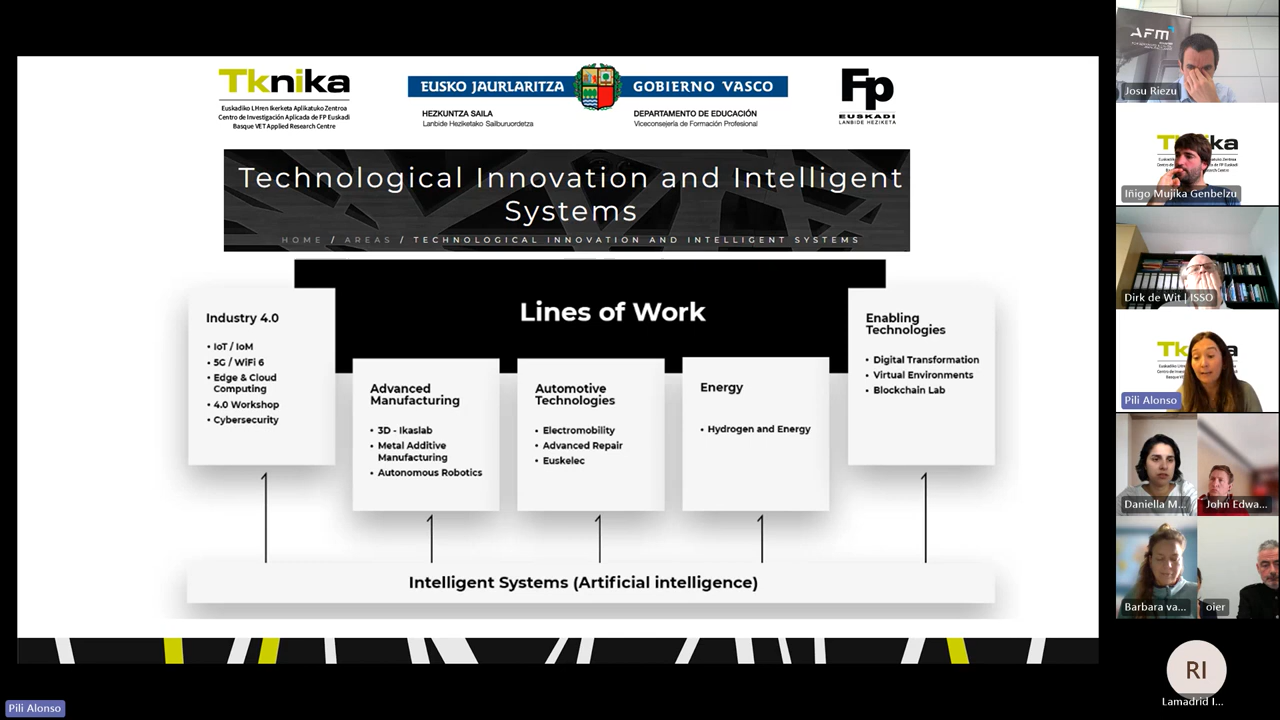 Tknika
Euskadiko LHren Ikerketa Aplikatuko Zentroa
Centro de Investigación Aplicada de FP Euskadi
Basque VET Applied Research Centre
EUSKO JAURLARITZA
GOBIERNO VASCO
HEZKUNTZA SAILA
Lanbide Heziketako Sailburuordetza
DEPARTAMENTO DE EDUCACIÓN
Viceconsejería de Formación Profesional
Fp
EUSKADI
LANBIDE HEZIKETA
Technological Innovation and Intelligent
Systems
HOME / AREAS / TECHNOLOGICAL INNOVATION AND INTELLIGENT SYSTEMS
Lines of Work
Industry 4.0
• IoT / IoM
• 5G / WiFi 6
• Edge & Cloud
Computing
• 4.0 Workshop
• Cybersecurity
Advanced
Manufacturing
• 3D - Ikaslab
• Metal Additive
Manufacturing
• Autonomous Robotics
Automotive
Technologies
• Electromobility
• Advanced Repair
• Euskelec
Energy
• Hydrogen and Energy
Enabling
Technologies
• Digital Transformation
• Virtual Environments
• Blockchain Lab
Intelligent Systems (Artificial intelligence)
Pili Alonso
AFM
Josu Riezu
Iñigo Mujika Genbelzu
Dirk de Wit | ISSO
Pili Alonso
Daniella M...
John Edwa...
Barbara va...
oier
RI
Lamadrid I...